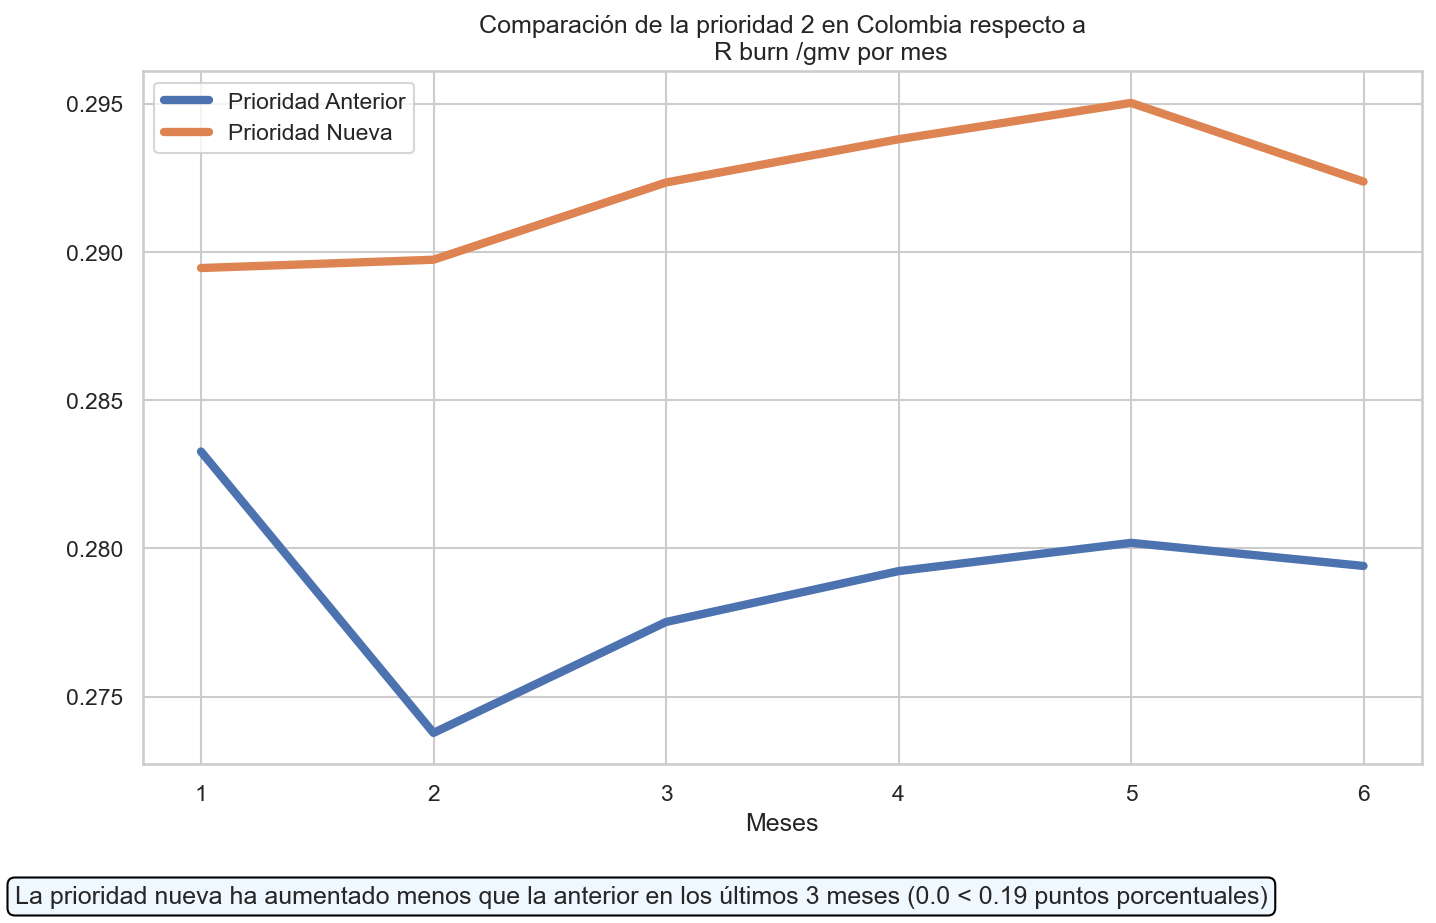 Comparación de la prioridad 2 en Colombia respecto a
R burn /gmv por mes
Prioridad Anterior
Prioridad Nueva
0.295
0.290
0.285
0.280
0.275
1 2 3 4 5 6
Meses
La prioridad nueva ha aumentado menos que la anterior en los últimos 3 meses (0.0 < 0.19 puntos porcentuales)